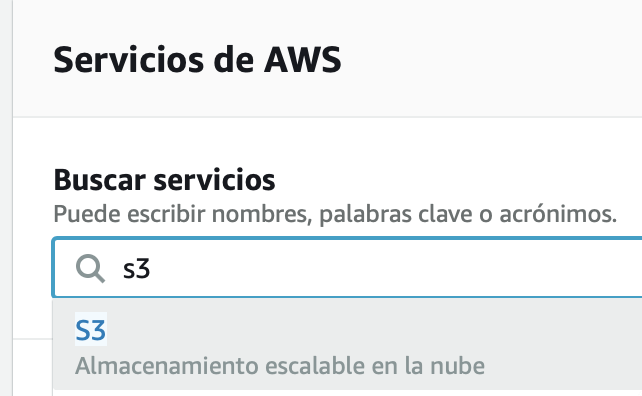 Servicios de AWS
Buscar servicios
Puede escribir nombres, palabras clave o acrónimos.
s3
S3
Almacenamiento escalable en la nube